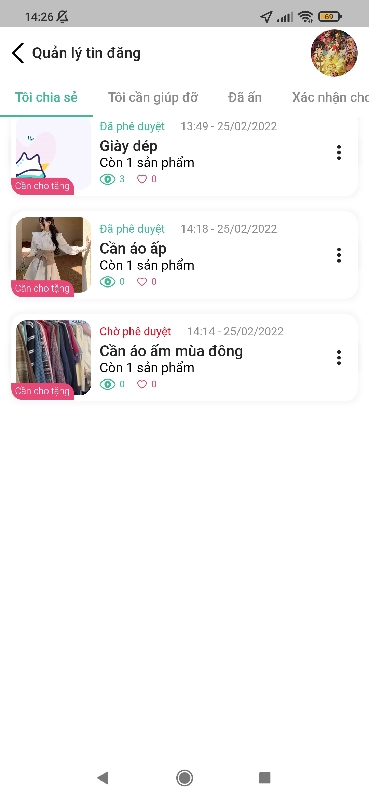 14:26
69
Quản lý tin đăng
Tôi chia sẻ
Tôi cần giúp đỡ
Đã ẩn
Xác nhận cho
Đã phê duyệt 13:49 - 25/02/2022
Giày dép
Còn 1 sản phẩm
3 0
Cần cho tặng
Đã phê duyệt 14:18 - 25/02/2022
Cần áo ấp
Còn 1 sản phẩm
0 0
Cần cho tặng
Chờ phê duyệt 14:14 - 25/02/2022
Cần áo ấm mùa đông
Còn 1 sản phẩm
0 0
Cần cho tặng